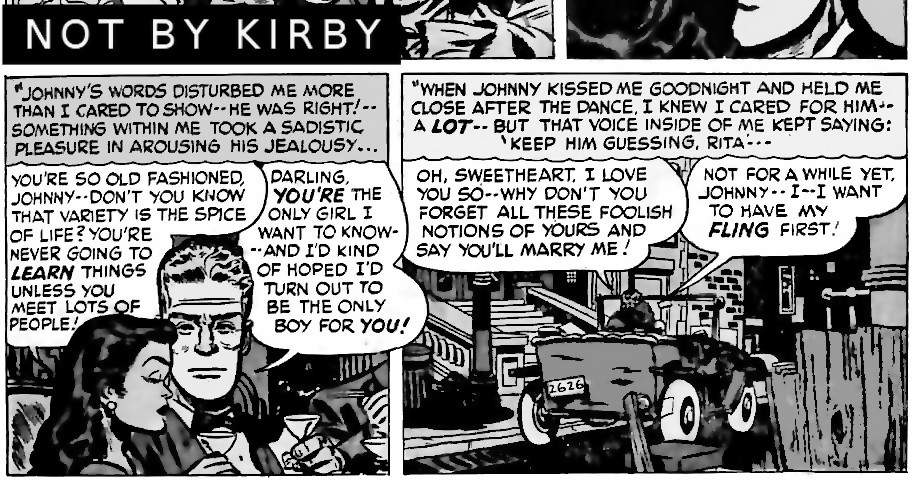 NOT BY KIRBY
"JOHNNY'S WORDS DISTURBED ME MORE
THAN I CARED TO SHOW--HE WAS RIGHT!--
SOMETHING WITHIN ME TOOK A SADISTIC
PLEASURE IN AROUSING HIS JEALOUSY...
YOU'RE SO OLD FASHIONED,
JOHNNY--DON'T YOU KNOW
THAT VARIETY IS THE SPICE
OF LIFE? YOU'RE
NEVER GOING TO
LEARN THINGS
UNLESS YOU
MEET LOTS OF
PEOPLE!
DARLING,
YOU'RE THE
ONLY GIRL I
WANT TO KNOW-
--AND I'D KIND
OF HOPED I'D
TURN OUT TO
BE THE ONLY
BOY FOR YOU!
"WHEN JOHNNY KISSED ME GOODNIGHT AND HELD ME
CLOSE AFTER THE DANCE, I KNEW I CARED FOR HIM--
A LOT-- BUT THAT VOICE INSIDE OF ME KEPT SAYING:
'KEEP HIM GUESSING, RITA'---
OH, SWEETHEART, I LOVE
YOU SO--WHY DON'T YOU
FORGET ALL THESE FOOLISH
NOTIONS OF YOURS AND
SAY YOU'LL MARRY ME!
NOT FOR A WHILE YET,
JOHNNY--I--I WANT
TO HAVE MY
FLING FIRST!
2626